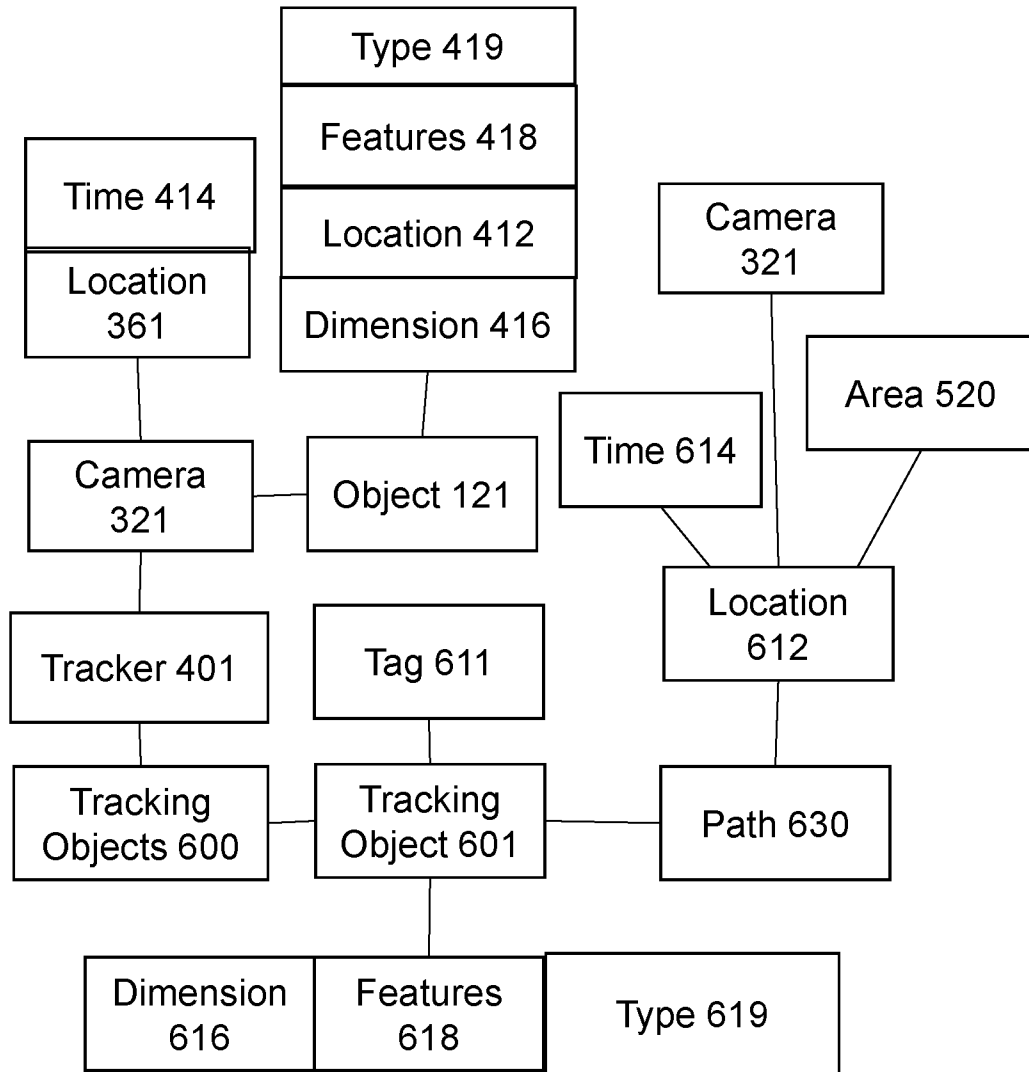 Type 419
Features 418
Time 414
Location 412
Camera
321
Location
361
Dimension 416
Area 520
Time 614
Camera
321
Object 121
Location
612
Tracker 401
Tag 611
Tracking
Objects 600
Tracking
Object 601
Path 630
Dimension
616
Features
618
Type 619